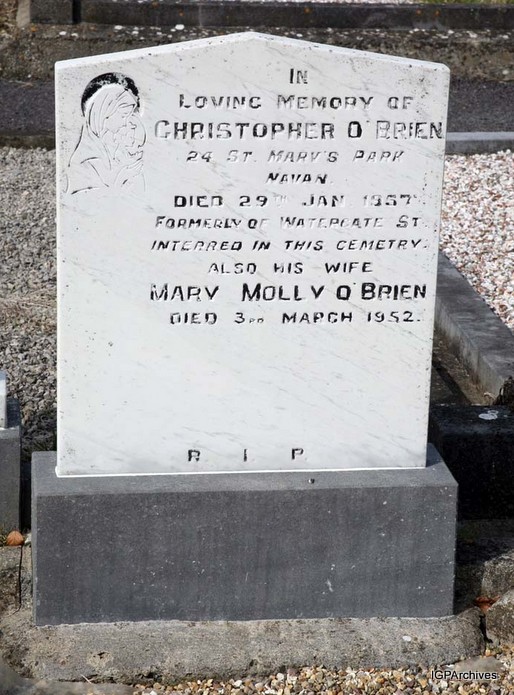 IN
LOVING MEMORY OF
CHRISTOPHER O'BRIEN
24 ST. MARY'S PARK
NAVAN.
DIED 29TH JAN 1957.
FORMERLY OF WATERGATE ST.
INTERRED IN THIS CEMETRY.
ALSO HIS WIFE
MARY MOLLY O'BRIEN
DIED 3RD MARCH 1952.
R I P
IGPArchives